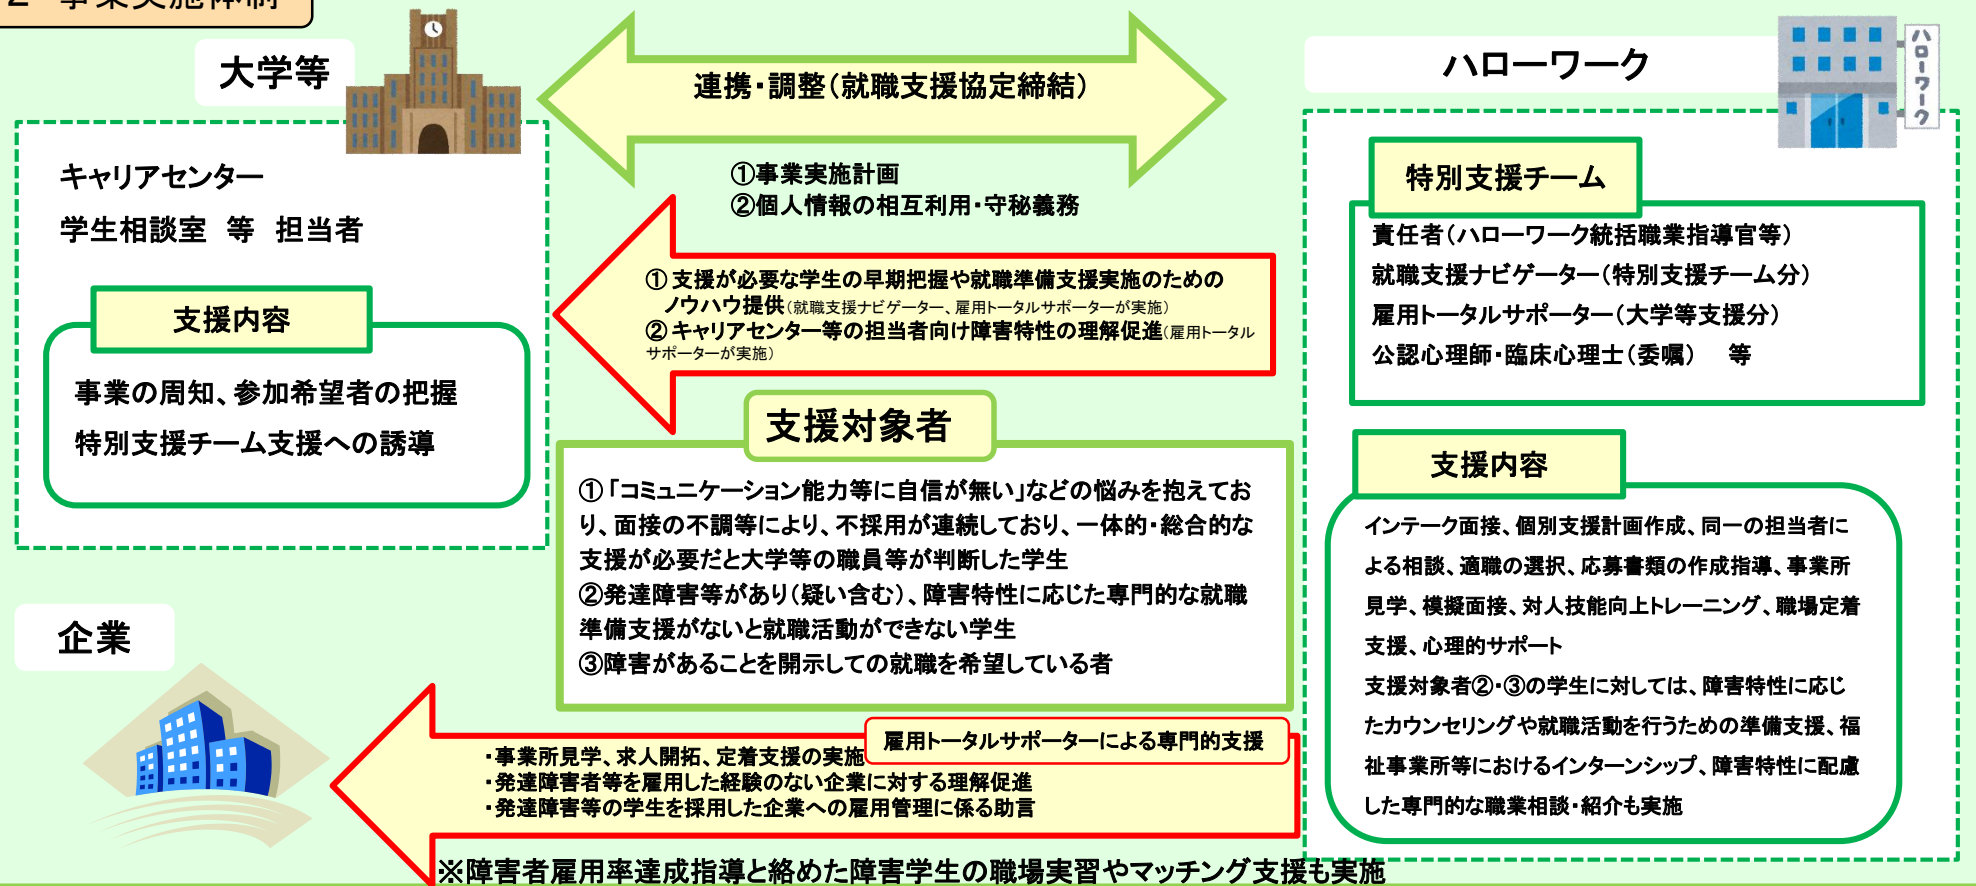 2 事業実施体制
大学等
キャリアセンター
学生相談室 等 担当者
支援内容
事業の周知、参加希望者の把握
特別支援チーム支援への誘導
連携・調整(就職支援協定締結)
①事業実施計画
②個人情報の相互利用・守秘義務
① 支援が必要な学生の早期把握や就職準備支援実施のための
ノウハウ提供(就職支援ナビゲーター、雇用トータルサポーターが実施)
② キャリアセンター等の担当者向け障害特性の理解促進(雇用トータル
サポーターが実施)
ハローワーク
ハローワーク
特別支援チーム
責任者(ハローワーク統括職業指導官等)
就職支援ナビゲーター(特別支援チーム分)
雇用トータルサポーター(大学等支援分)
公認心理師・臨床心理士(委嘱) 等
支援内容
インテーク面接、個別支援計画作成、同一の担当者に
よる相談、適職の選択、応募書類の作成指導、事業所
見学、模擬面接、対人技能向上トレーニング、職場定着
支援、心理的サポート
支援対象者②・③の学生に対しては、障害特性に応じ
たカウンセリングや就職活動を行うための準備支援、福
祉事業所等におけるインターンシップ、障害特性に配慮
した専門的な職業相談・紹介も実施
支援対象者
①「コミュニケーション能力等に自信が無い」などの悩みを抱えてお
り、面接の不調等により、不採用が連続しており、一体的・総合的な
支援が必要だと大学等の職員等が判断した学生
②発達障害等があり(疑い含む)、障害特性に応じた専門的な就職
準備支援がないと就職活動ができない学生
③障害があることを開示しての就職を希望している者
企業
雇用トータルサポーターによる専門的支援
・事業所見学、求人開拓、定着支援の実施
・発達障害者等を雇用した経験のない企業に対する理解促進
・発達障害等の学生を採用した企業への雇用管理に係る助言
※障害者雇用率達成指導と絡めた障害学生の職場実習やマッチング支援も実施